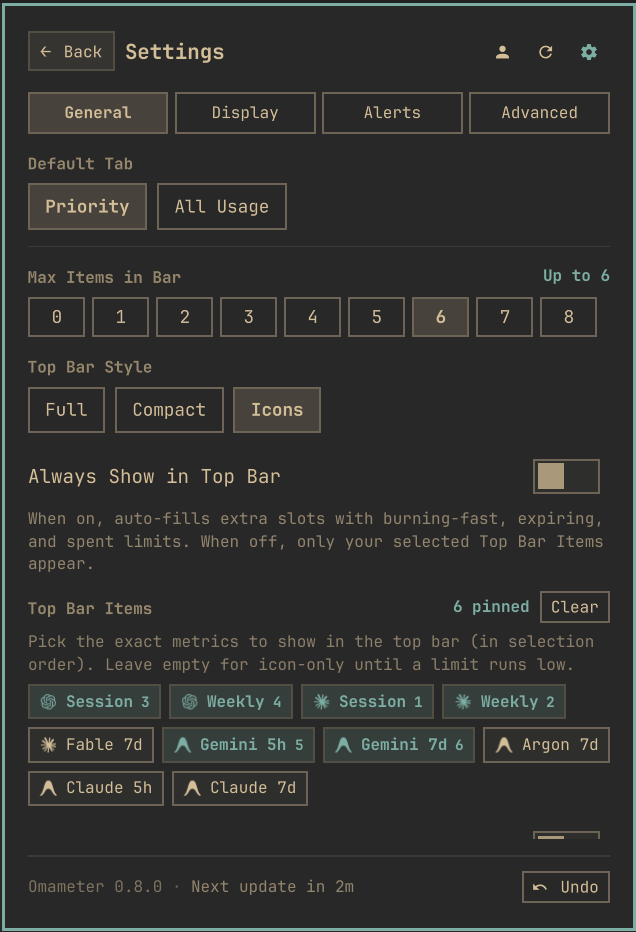 ← Back Settings
General Display Alerts Advanced
Default Tab
Priority All Usage
Max Items in Bar Up to 6
0 1 2 3 4 5 6 7 8
Top Bar Style
Full Compact Icons
Always Show in Top Bar
When on, auto-fills extra slots with burning-fast, expiring,
and spent limits. When off, only your selected Top Bar Items
appear.
Top Bar Items 6 pinned Clear
Pick the exact metrics to show in the top bar (in selection
order). Leave empty for icon-only until a limit runs low.
Session 3 Weekly 4 Session 1 Weekly 2
Fable 7d Gemini 5h 5 Gemini 7d 6 Argon 7d
Claude 5h Claude 7d
Omameter 0.8.0 · Next update in 2m Undo